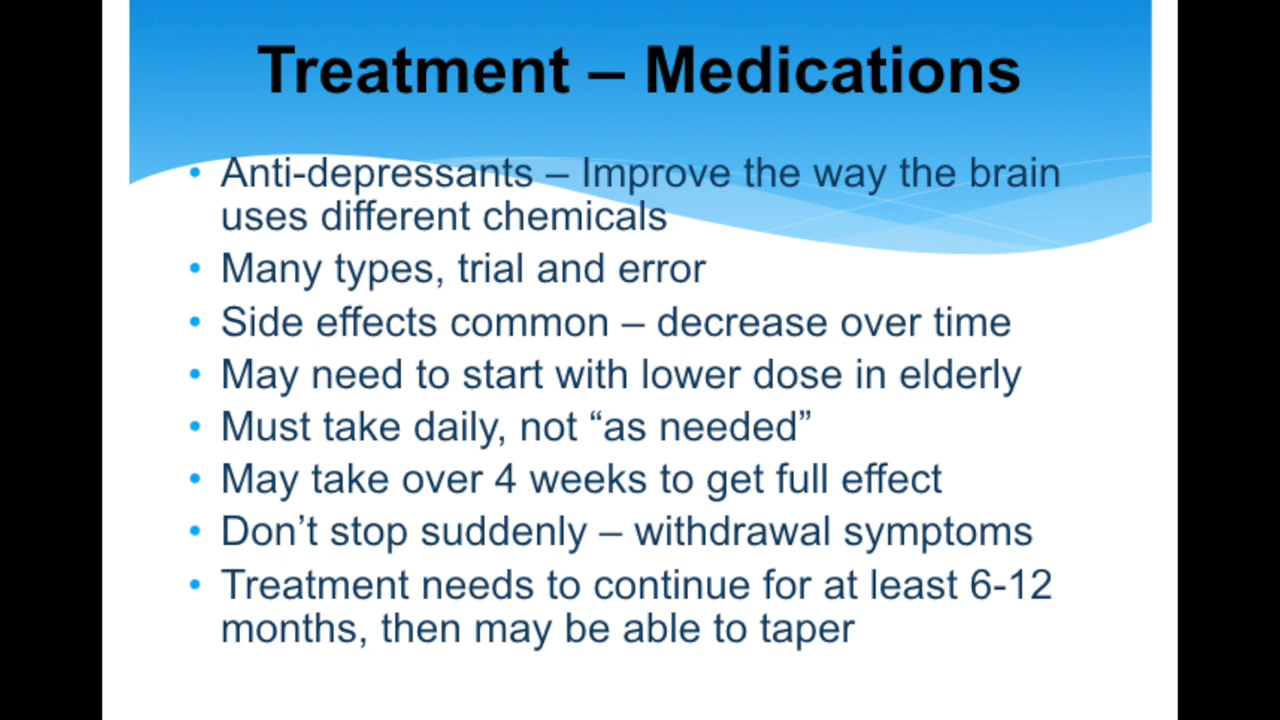 Treatment – Medications
• Anti-depressants – Improve the way the brain
uses different chemicals
• Many types, trial and error
• Side effects common – decrease over time
• May need to start with lower dose in elderly
• Must take daily, not “as needed”
• May take over 4 weeks to get full effect
• Don’t stop suddenly – withdrawal symptoms
• Treatment needs to continue for at least 6-12
months, then may be able to taper